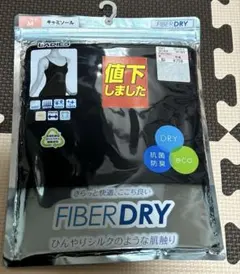 M
LADIES
キャミソール
値下
しました
DRY
抗菌
防臭
eco
さらっと快適、ここち良い
FIBERDRY
ひんやりシルクのような肌触り